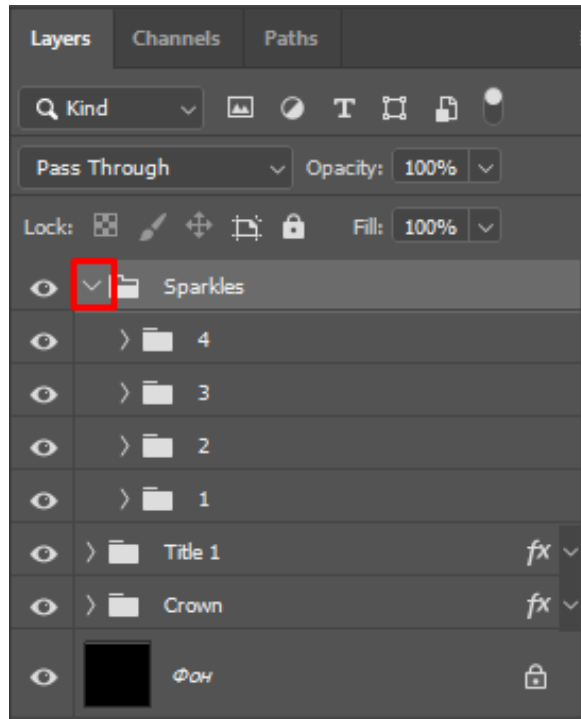 Layers Channels Paths
Kind T
Pass Through Opacity: 100%
Lock: Fill: 100%
Sparkles
4
3
2
1
Title 1 fx
Crown fx
Фон